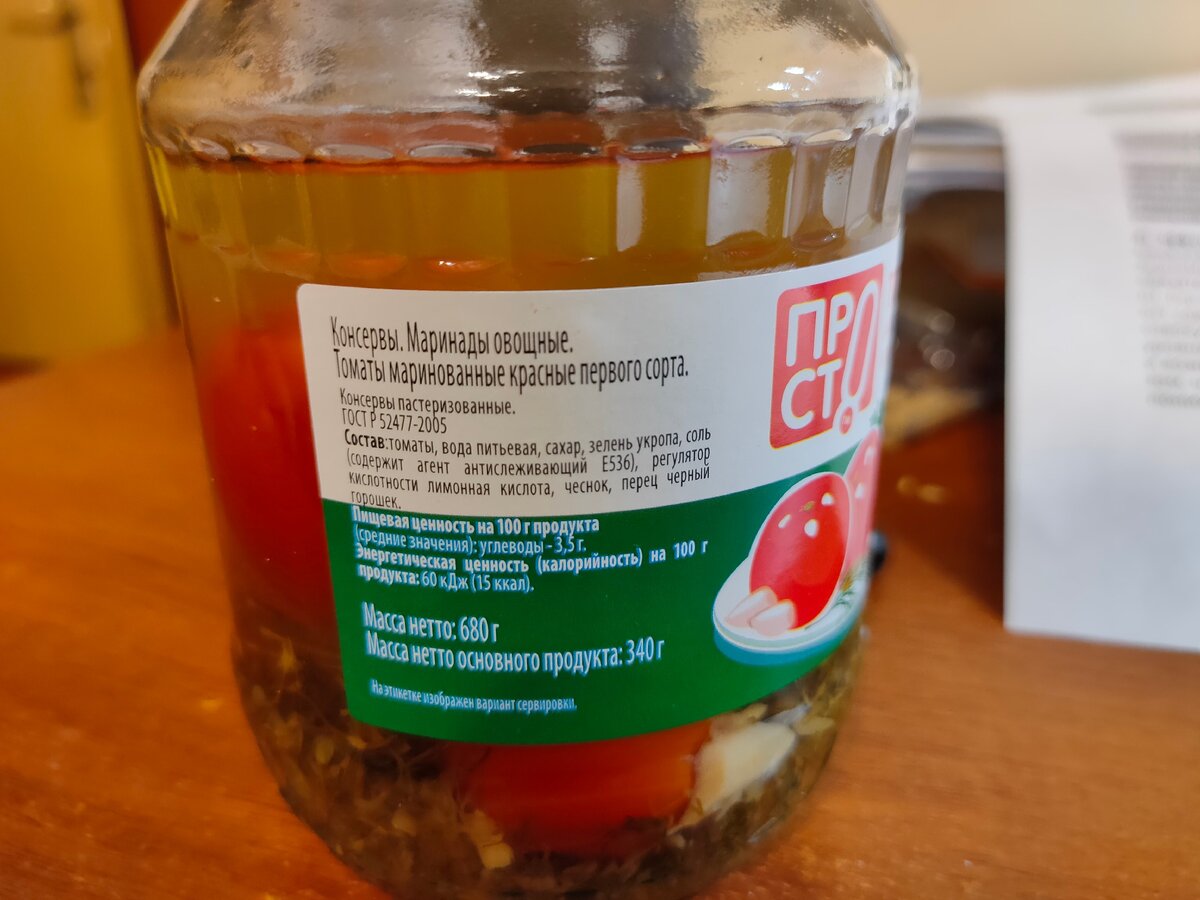 Консервы. Маринады овощные.
Томаты маринованные красные первого сорта.
Консервы пастеризованные.
ГОСТ Р 52477-2005
Состав:томаты, вода питьевая, сахар, зелень укропа, соль
(содержит агент антислеживающий Е536), регулятор
кислотности лимонная кислота, чеснок, перец черный
горошек.
Пищевая ценность на 100 г продукта
(средние значения): углеводы - 3,5 г.
Энергетическая ценность (калорийность) на 100 г
продукта: 60 кДж (15 ккал).
Масса нетто: 680 г
Масса нетто основного продукта: 340 г
На этикетке изображен вариант сервировки.
ПР
СТО!